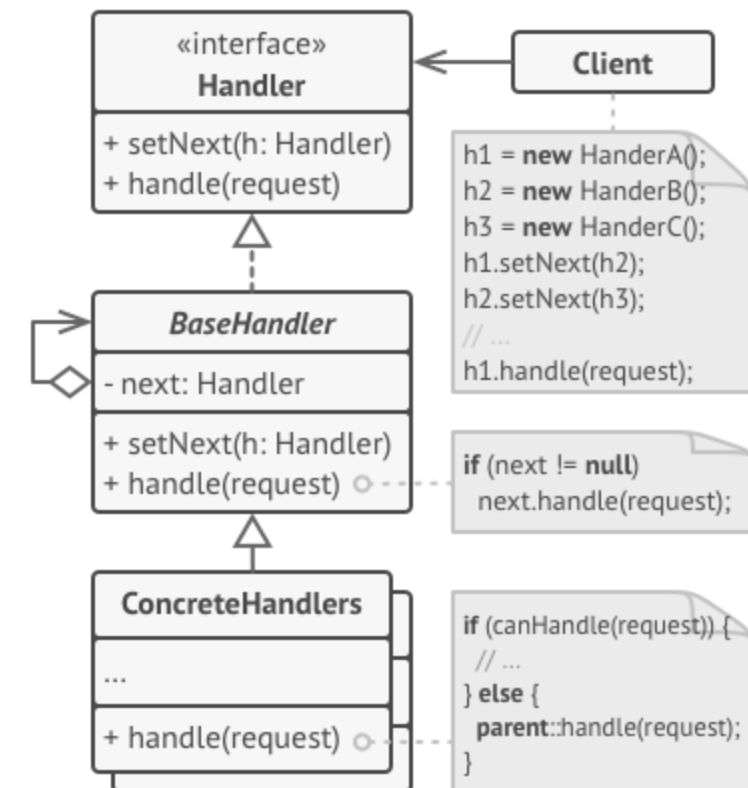 «interface»
Handler
+ setNext(h: Handler)
+ handle(request)
Client
h1 = new HanderA();
h2 = new HanderB();
h3 = new HanderC();
h1.setNext(h2);
h2.setNext(h3);
// ...
h1.handle(request);
BaseHandler
- next: Handler
+ setNext(h: Handler)
+ handle(request)
if (next != null)
next.handle(request);
ConcreteHandlers
...
+ handle(request)
if (canHandle(request)) {
// ...
} else {
parent::handle(request);
}